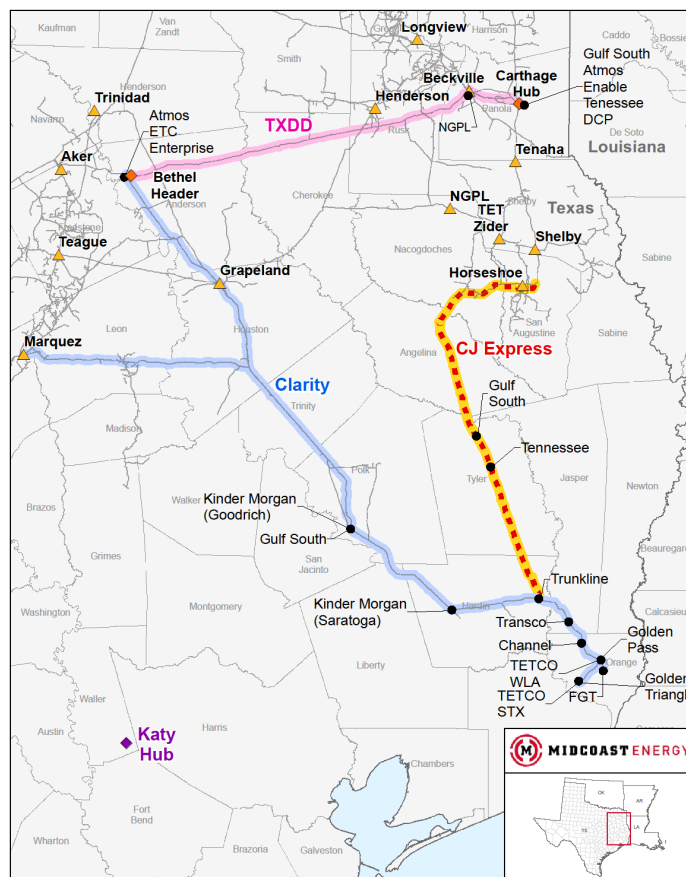 Kaufman
Van
Zandt
Smith
Gregg
Harrison
Longview
Caddo
Bossier
Henderson
Trinidad
Navarro
Atmos
ETC
Enterprise
Aker
Bethel
Header
Anderson
Freestone
Teague
TXDD
Henderson
Rusk
Beckville
NGPL
Carthage
Hub
Panola
Gulf South
Atmos
Enable
Tenessee
DCP
De Soto
Louisiana
Tenaha
Cherokee
NGPL
TET
Zider
Shelby
Texas
Shelby
Nacogdoches
Sabine
Grapeland
Horseshoe
San
Augustine
Sabine
Leon
Houston
Marquez
Angelina
CJ Express
Clarity
Trinity
Gulf
South
Madison
Tennessee
Polk
Tyler
Jasper
Newton
Brazos
Walker
Kinder Morgan
(Goodrich)
Gulf South
Grimes
San
Jacinto
Beauregard
Trunkline
Washington
Montgomery
Kinder Morgan
(Saratoga)
Hardin
Calcasieu
Transco
Channel
Golden
Pass
Orange
TETCO
WLA
TETCO
STX
FGT
Golden
Triangl
Liberty
Waller
Austin
Harris
Katy
Hub
Chambers
Fort
Bend
Wharton
Brazoria
Galveston
M MIDCOAST ENERGY
OK
AR
TX
LA